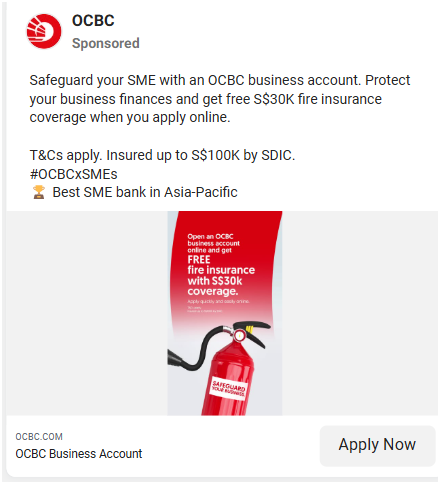 OCBC
Sponsored
Safeguard your SME with an OCBC business account. Protect
your business finances and get free S$30K fire insurance
coverage when you apply online.
T&Cs apply. Insured up to S$100K by SDIC.
#OCBCxSMEs
🏆 Best SME bank in Asia-Pacific
Open an OCBC
business account
online and get
FREE
fire insurance
with S$30k
coverage.
Apply quickly and easily online.
SAFEGUARD
YOUR BUSINESS
OCBC.COM
OCBC Business Account
Apply Now